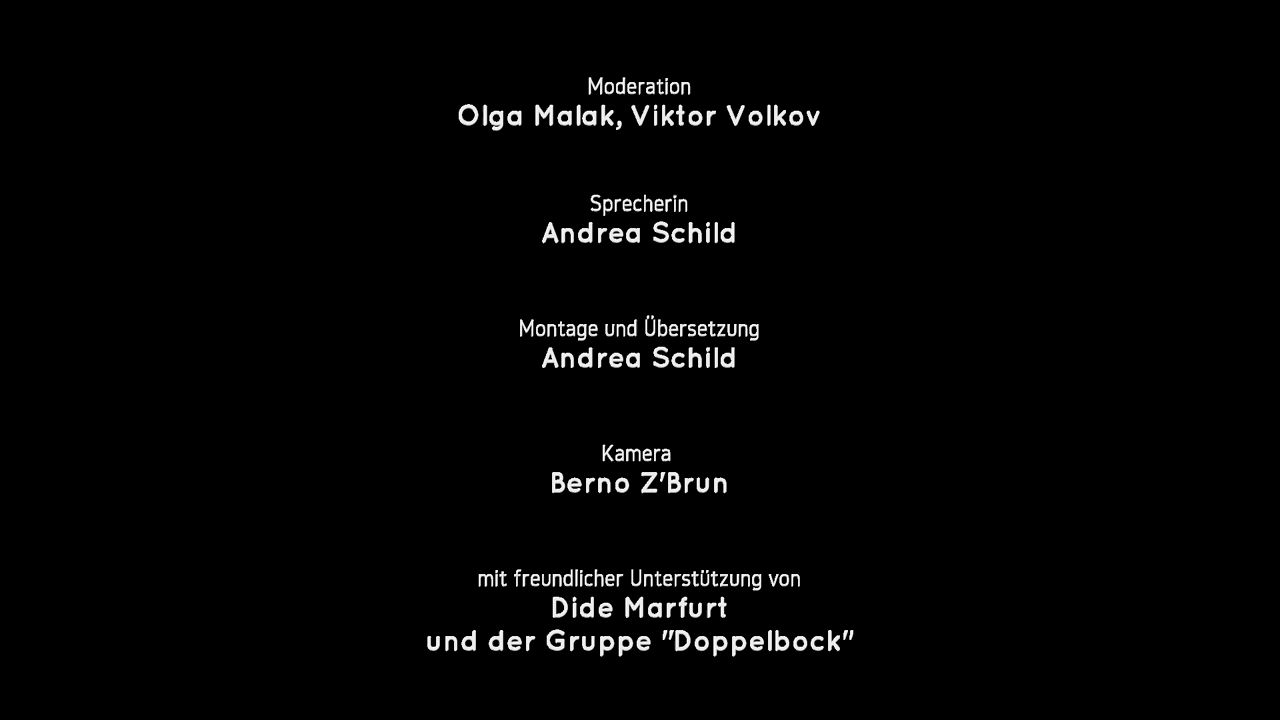 Moderation
Olga Malak, Viktor Volkov
Sprecherin
Andrea Schild
Montage und Übersetzung
Andrea Schild
Kamera
Berno Z'Brun
mit freundlicher Unterstützung von
Dide Marfurt
und der Gruppe "Doppelbock"